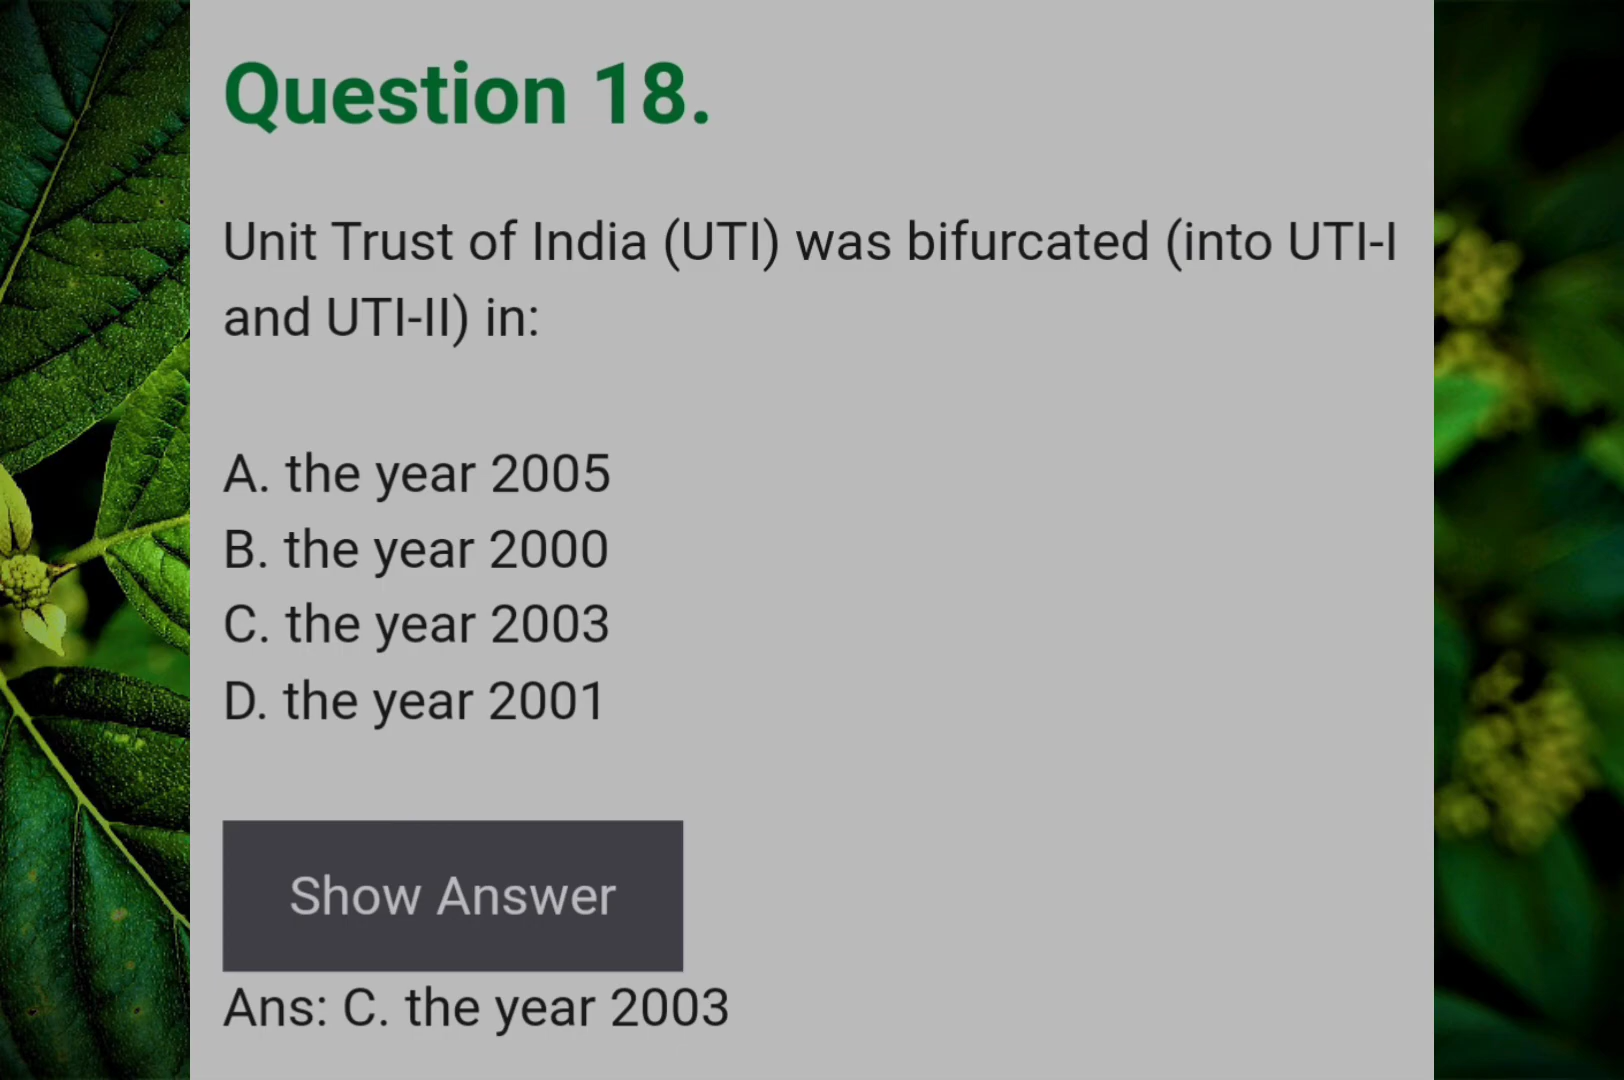 Question 18.
Unit Trust of India (UTI) was bifurcated (into UTI-I
and UTI-II) in:
A. the year 2005
B. the year 2000
C. the year 2003
D. the year 2001
Show Answer
Ans: C. the year 2003